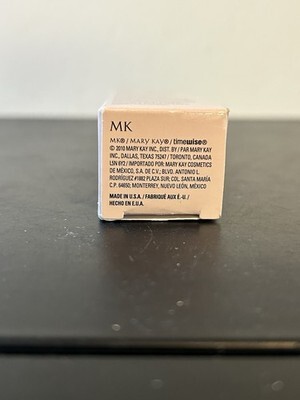 MK
MK® / MARY KAY® / timewise®
© 2010 MARY KAY INC., DIST. BY / PAR MARY KAY
INC., DALLAS, TEXAS 75247 / TORONTO, CANADA
L5N 6Y2 / IMPORTADO POR: MARY KAY COSMETICS
DE MÉXICO, S.A. DE C.V.; BLVD. ANTONIO L.
RODRÍGUEZ #1882 PLAZA SUR; COL. SANTA MARÍA
C.P. 64650; MONTERREY, NUEVO LEÓN, MÉXICO
MADE IN U.S.A. / FABRIQUÉ AUX É.-U. /
HECHO EN E.U.A.